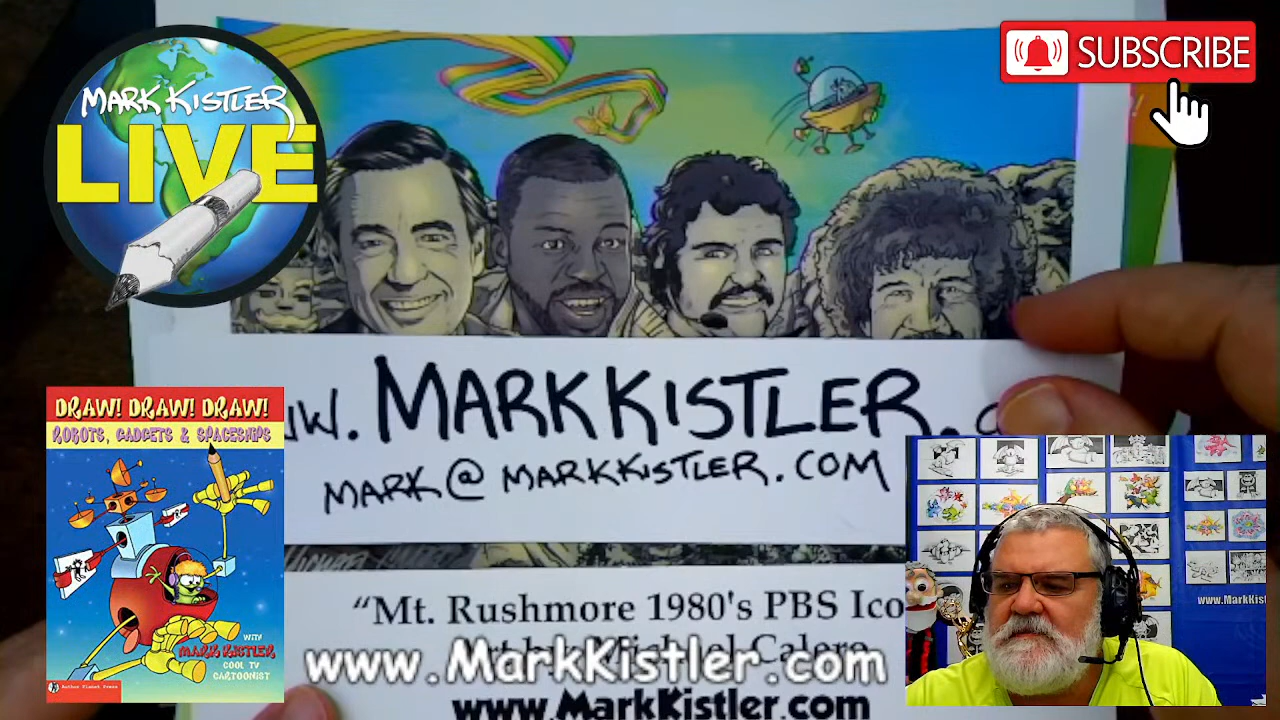 MARK KISTLER
LIVE
SUBSCRIBE
MARKKISTLER.
MARK@MARKKISTLER.COM
DRAW! DRAW! DRAW!
ROBOTS, GADGETS & SPACESHIPS
WITH
MARK KISTLER
COOL TV
CARTOONIST
"Mt. Rushmore 1980's PBS Ico
www.MarkKistler.com
www.MarkKistler.com
www.MarkKist